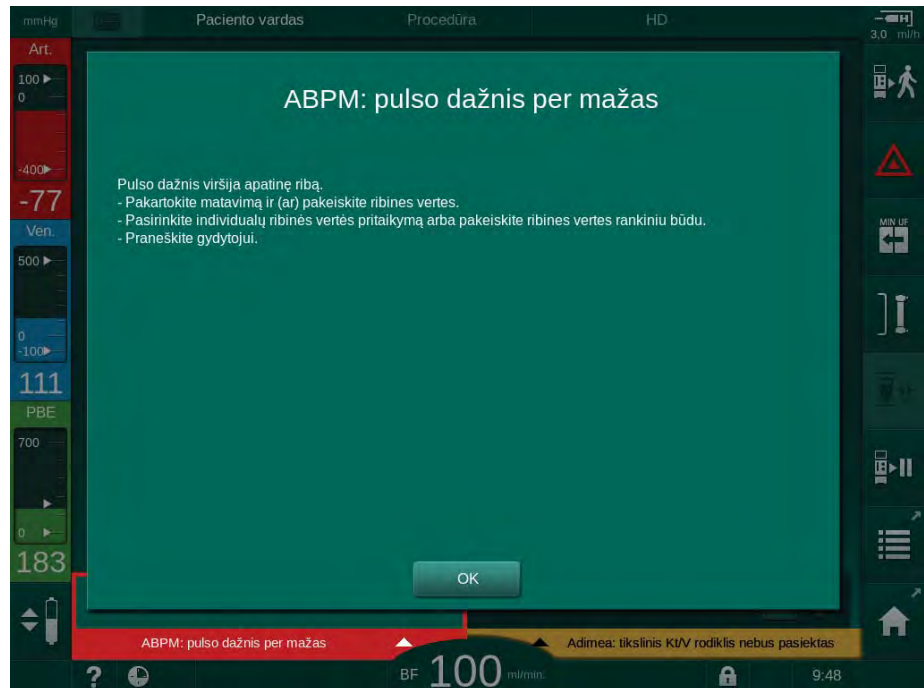 mmHg
Paciento vardas
Procedūra
HD
3,0 ml/h
Art.
100
0
-400
-77
Ven.
500
0
-100
111
PBE
700
0
183
ABPM: pulso dažnis per mažas
Pulso dažnis viršija apatinę ribą.
- Pakartokite matavimą ir (ar) pakeiskite ribines vertes.
- Pasirinkite individualų ribinės vertės pritaikymą arba pakeiskite ribines vertes rankiniu būdu.
- Praneškite gydytojui.
OK
MIN UF
ABPM: pulso dažnis per mažas
Adimea: tikslinis Kt/V rodiklis nebus pasiektas
?
BF 100 ml/min.
9:48